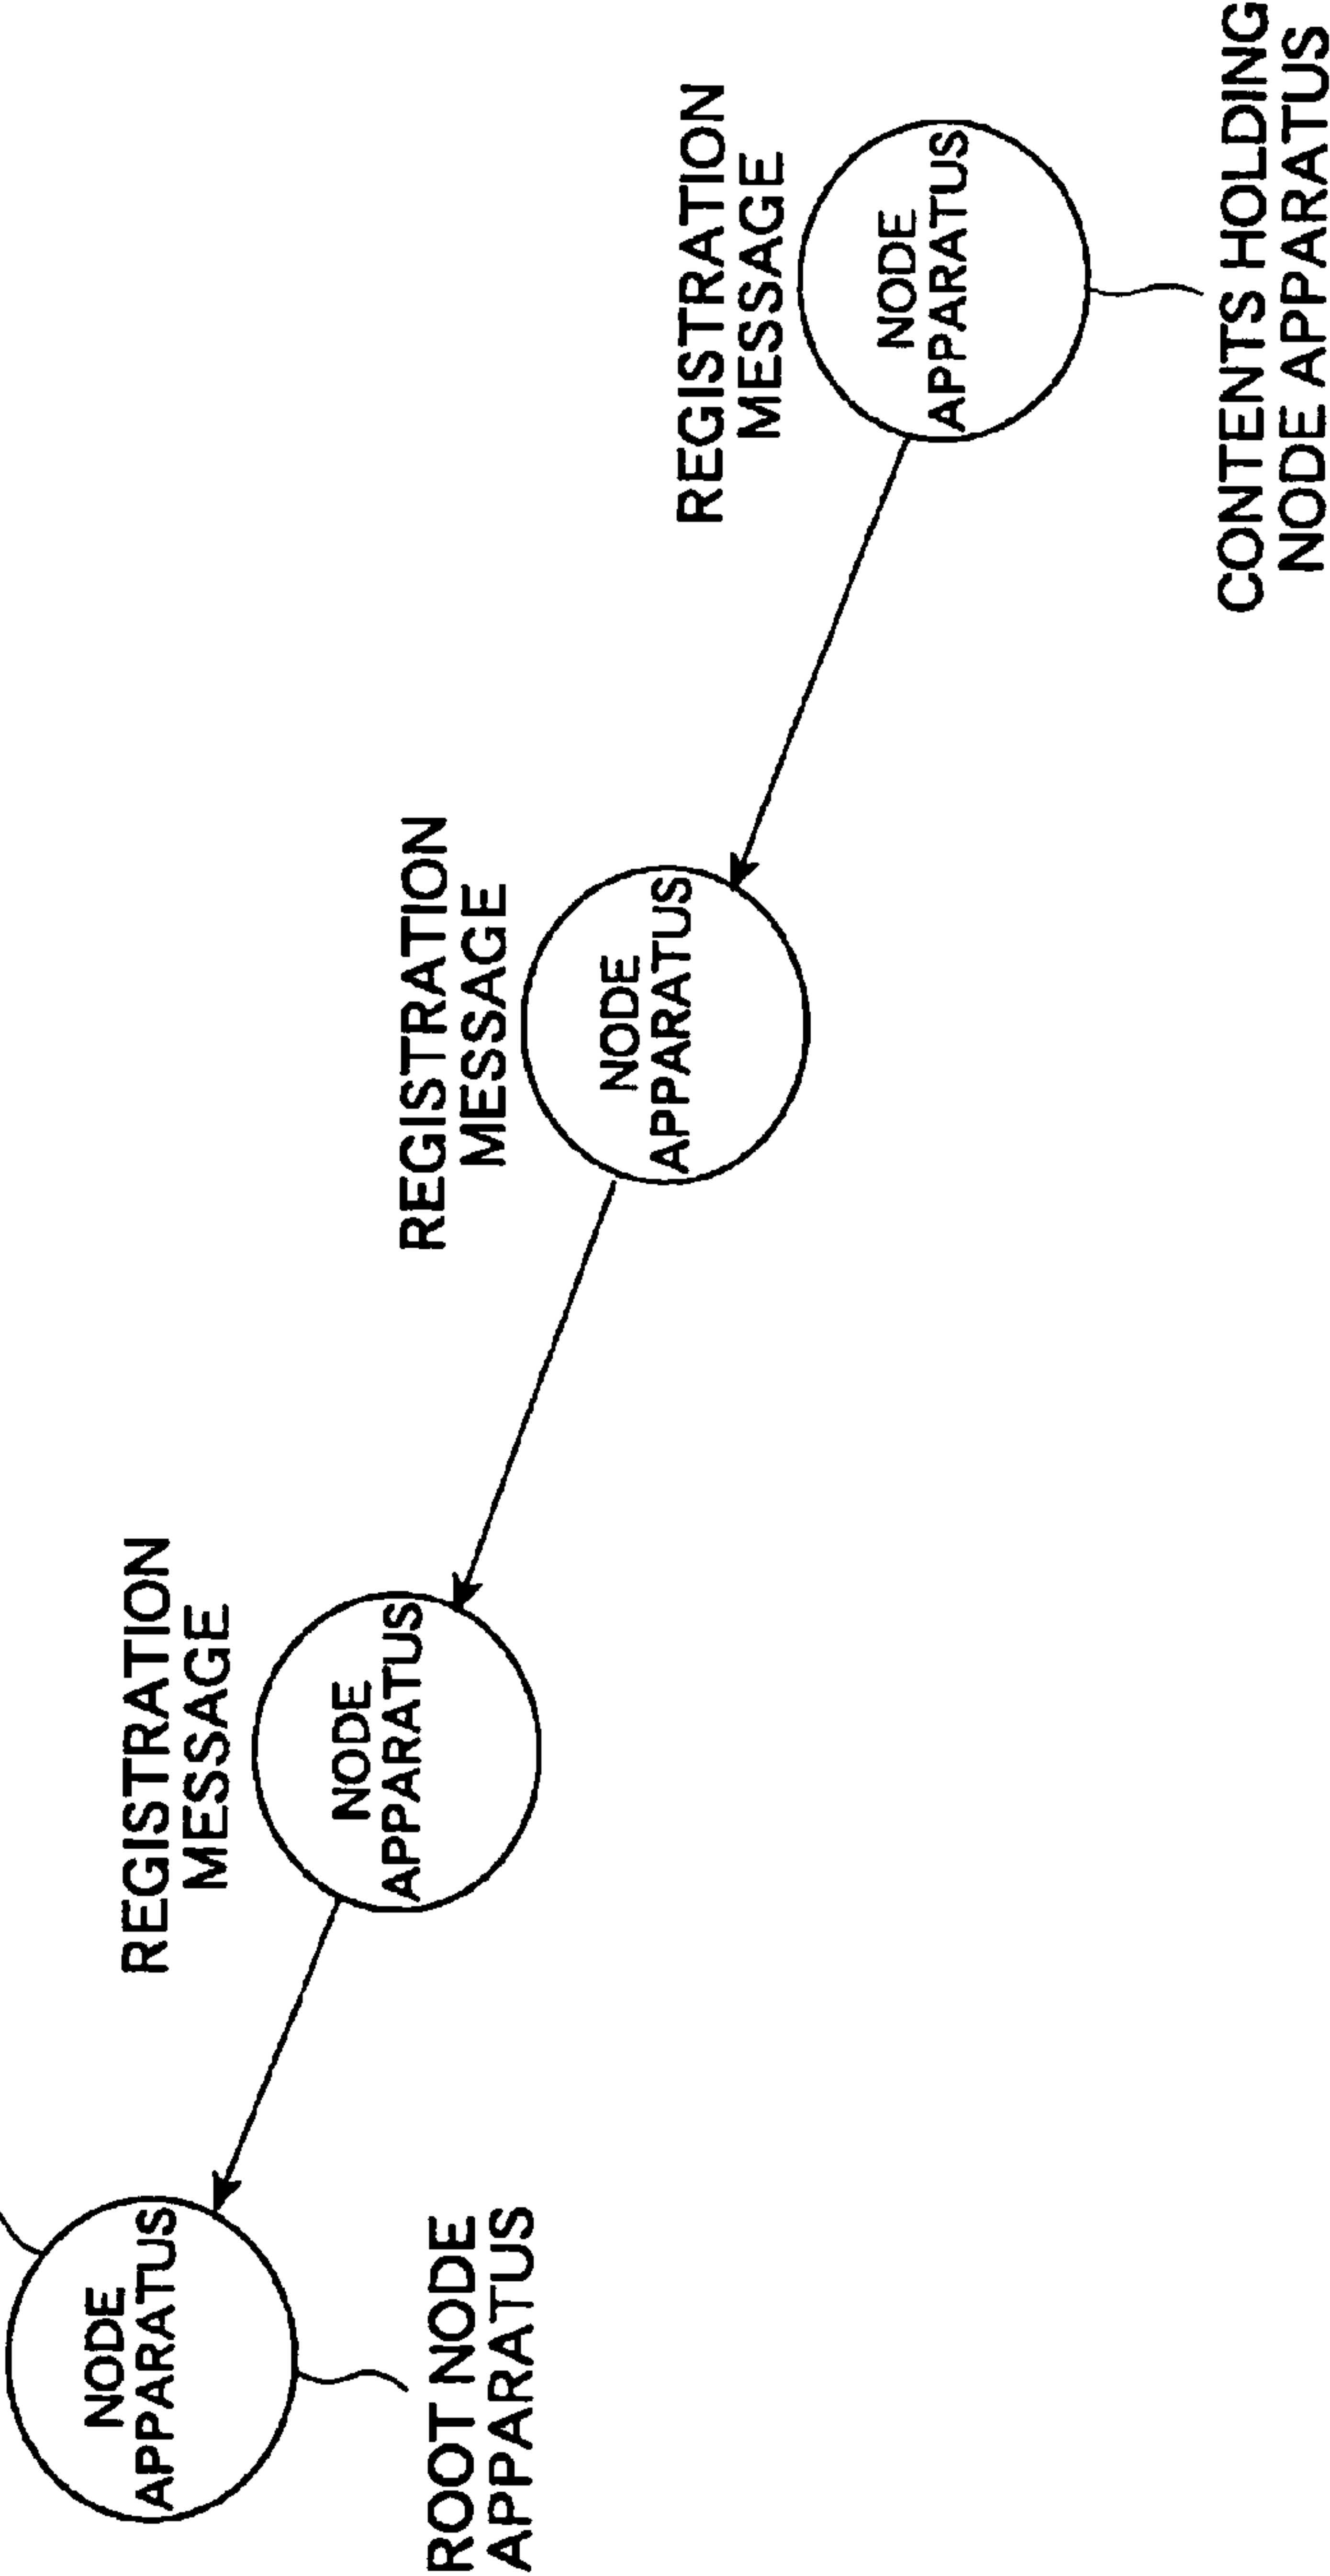 NODE
APPARATUS
ROOT NODE
APPARATUS
REGISTRATION
MESSAGE
NODE
APPARATUS
REGISTRATION
MESSAGE
NODE
APPARATUS
REGISTRATION
MESSAGE
NODE
APPARATUS
CONTENTS HOLDING
NODE APPARATUS